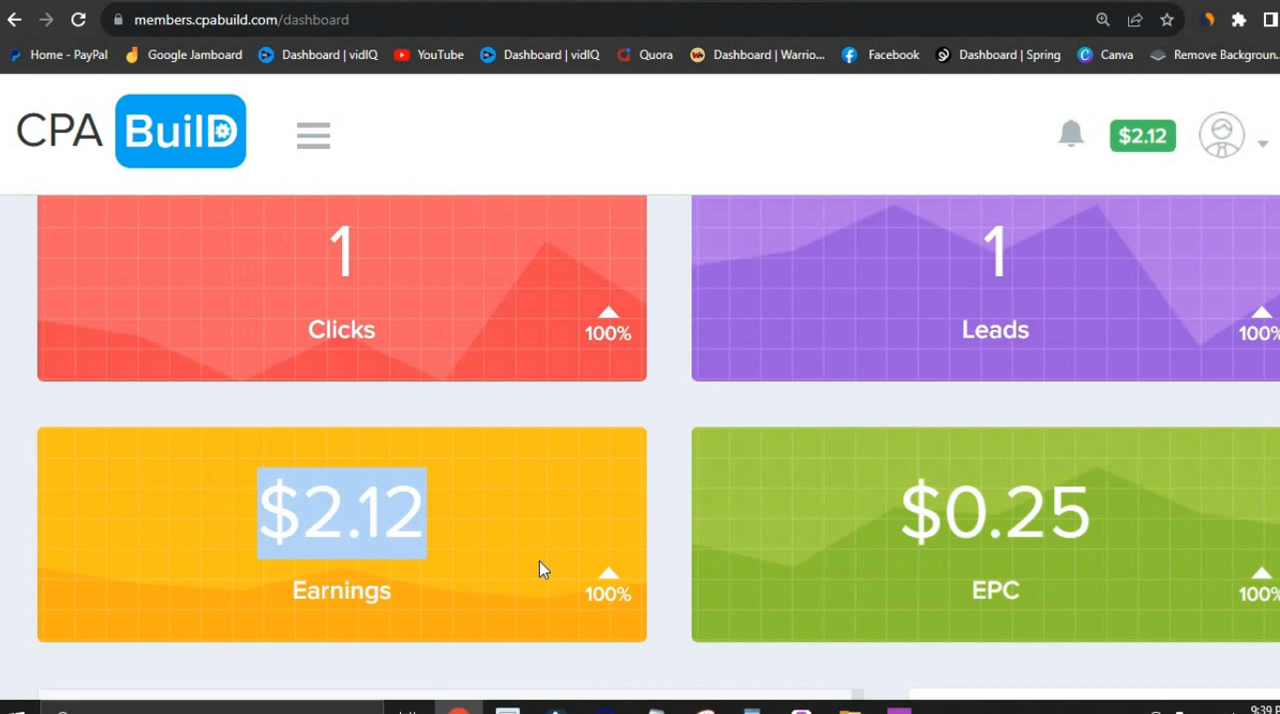 members.cpabuild.com/dashboard
Home - PayPal Google Jamboard Dashboard | vidIQ YouTube Dashboard | vidIQ Quora Dashboard | Warrio... Facebook Dashboard | Spring Canva Remove Backgroun...
CPA BuilD $2.12
1 1
Clicks Leads
100% 100%
$2.12 $0.25
Earnings EPC
100% 100%
9:39 P